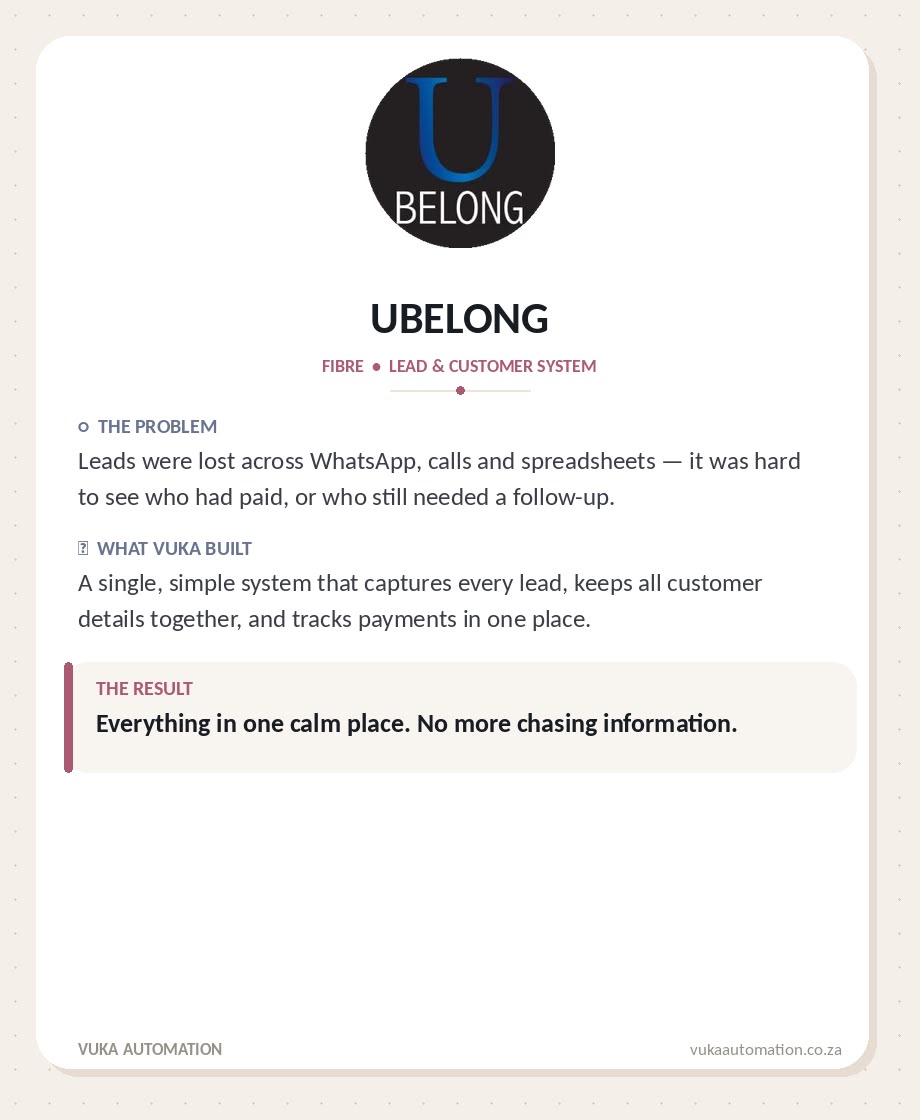 U
BELONG
UBELONG
FIBRE • LEAD & CUSTOMER SYSTEM
THE PROBLEM
Leads were lost across WhatsApp, calls and spreadsheets — it was hard
to see who had paid, or who still needed a follow-up.
WHAT VUKA BUILT
A single, simple system that captures every lead, keeps all customer
details together, and tracks payments in one place.
THE RESULT
Everything in one calm place. No more chasing information.
VUKA AUTOMATION
vukaautomation.co.za